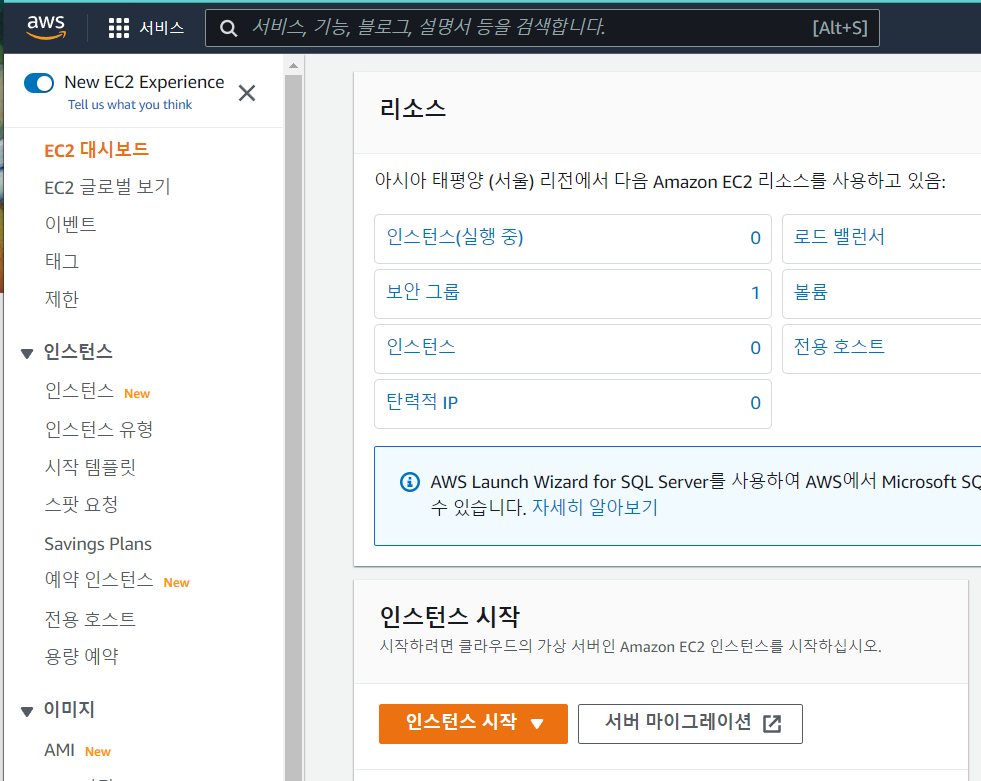 aws
서비스
서비스, 기능, 블로그, 설명서 등을 검색합니다.
[Alt+S]
New EC2 Experience
Tell us what you think
EC2 대시보드
EC2 글로벌 보기
이벤트
태그
제한
인스턴스
인스턴스 New
인스턴스 유형
시작 템플릿
스팟 요청
Savings Plans
예약 인스턴스 New
전용 호스트
용량 예약
이미지
AMI New
리소스
아시아 태평양 (서울) 리전에서 다음 Amazon EC2 리소스를 사용하고 있음:
인스턴스(실행 중) 0
로드 밸런서
보안 그룹 1
볼륨
인스턴스 0
전용 호스트
탄력적 IP 0
AWS Launch Wizard for SQL Server를 사용하여 AWS에서 Microsoft SQ
수 있습니다. 자세히 알아보기
인스턴스 시작
시작하려면 클라우드의 가상 서버인 Amazon EC2 인스턴스를 시작하십시오.
인스턴스 시작
서버 마이그레이션